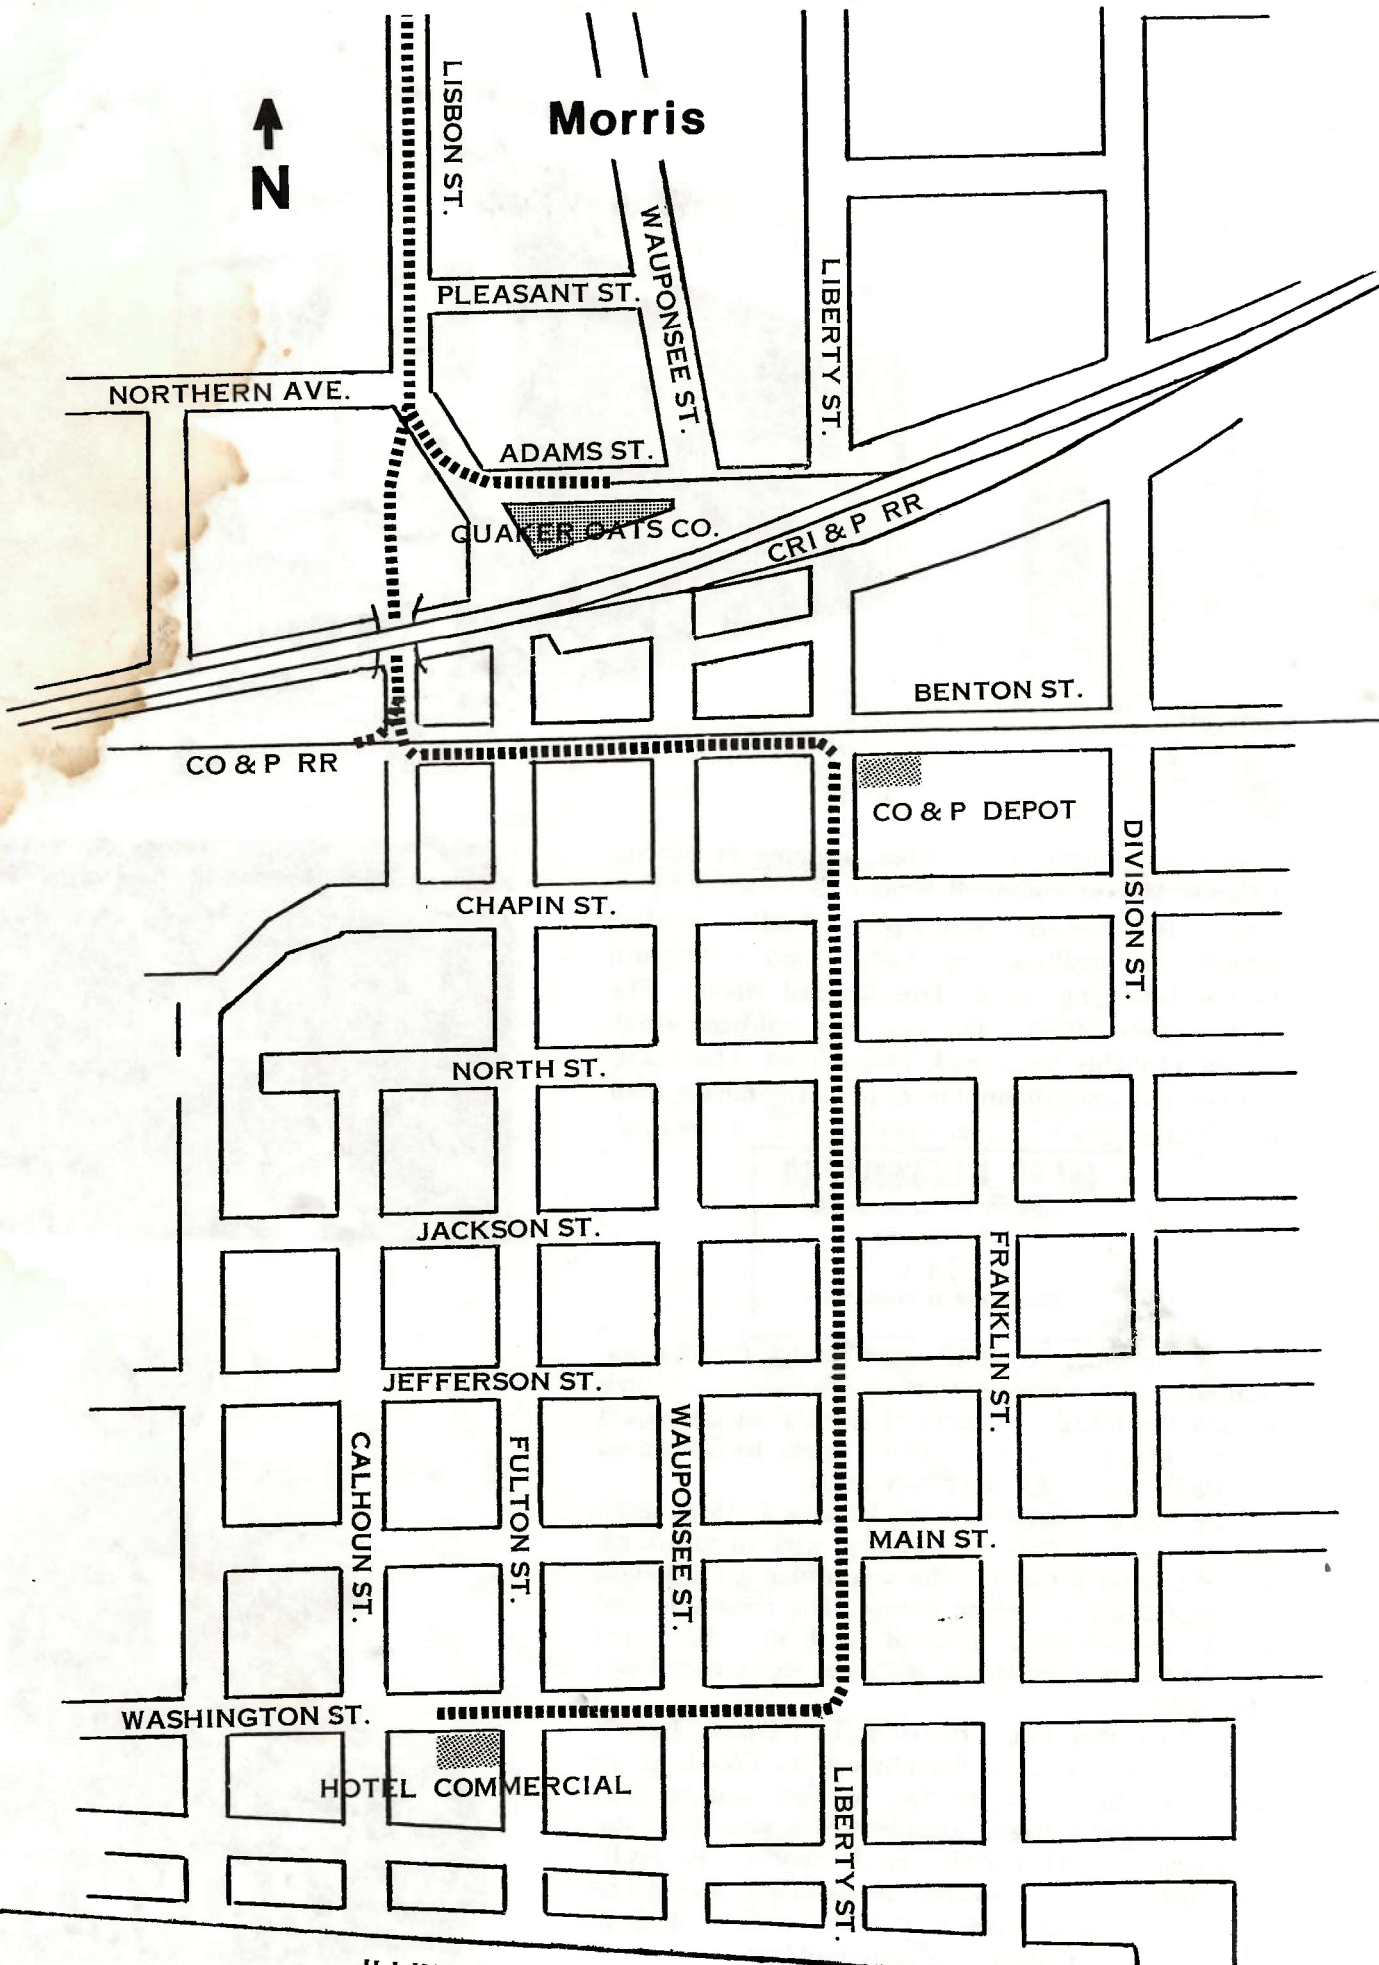 LISBON ST.
Morris
N
WAUPONSEE ST.
LIBERTY ST.
PLEASANT ST.
NORTHERN AVE.
ADAMS ST.
QUAKER OATS CO.
CRI & P RR
BENTON ST.
CO & P RR
CO & P DEPOT
DIVISION ST.
CHAPIN ST.
NORTH ST.
JACKSON ST.
FRANKLIN ST.
JEFFERSON ST.
CALHOUN ST.
FULTON ST.
WAUPONSEE ST.
MAIN ST.
WASHINGTON ST.
HOTEL COMMERCIAL
LIBERTY ST.